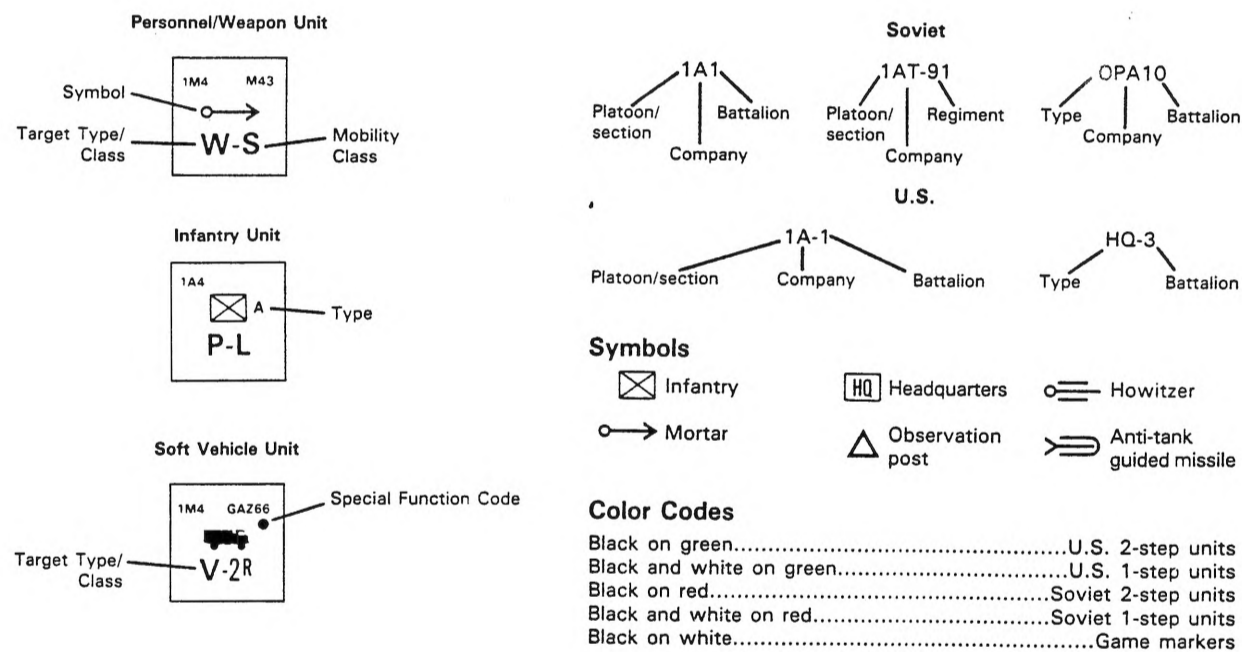 Personnel/Weapon Unit
1M4 M43
Symbol
Target Type/
Class
W-S
Mobility
Class
Infantry Unit
1A4
A
Type
P-L
Soft Vehicle Unit
1M4 GAZ66
Special Function Code
Target Type/
Class
V-2R
Soviet
1A1
Platoon/
section
Battalion
Company
1AT-91
Platoon/
section
Regiment
Company
OPA10
Type
Battalion
Company
U.S.
1A-1
Platoon/section
Company
Battalion
HQ-3
Type
Battalion
Symbols
Infantry
HQ Headquarters
Howitzer
Mortar
Observation
post
Anti-tank
guided missile
Color Codes
Black on green..........................................U.S. 2-step units
Black and white on green.............................U.S. 1-step units
Black on red...........................................Soviet 2-step units
Black and white on red..............................Soviet 1-step units
Black on white..............................................Game markers